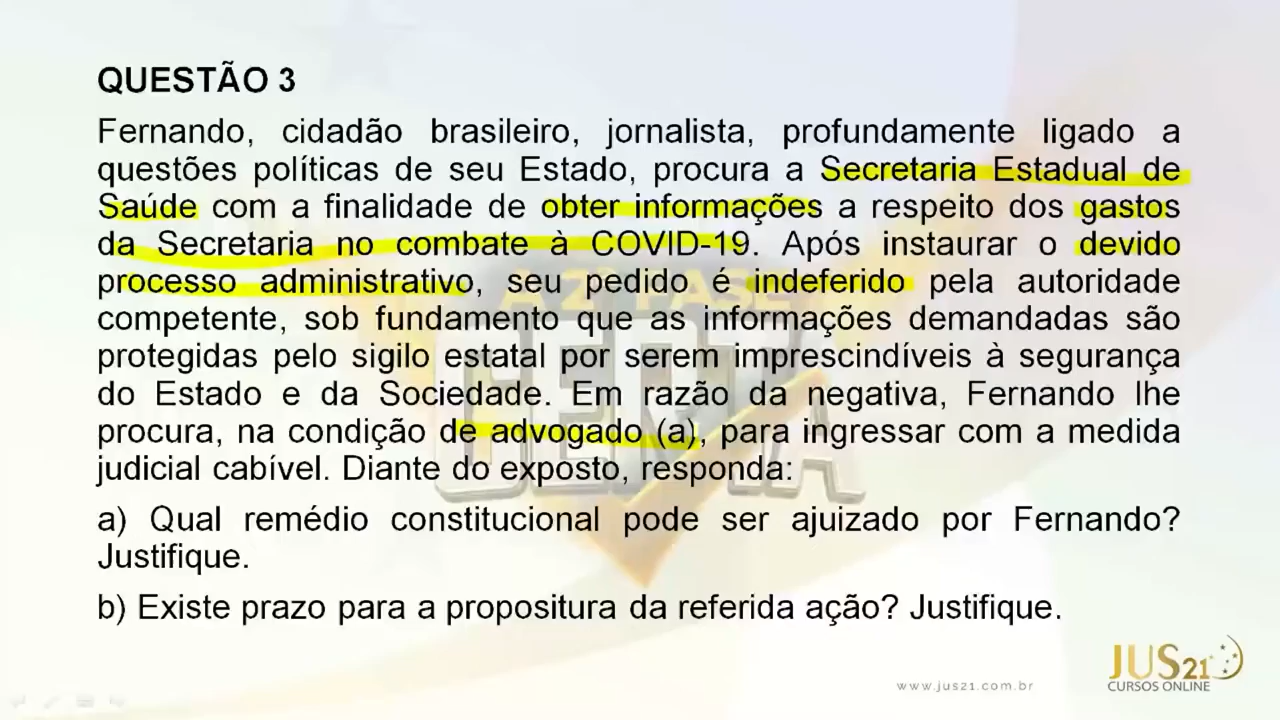 QUESTÃO 3
Fernando, cidadão brasileiro, jornalista, profundamente ligado a
questões políticas de seu Estado, procura a Secretaria Estadual de
Saúde com a finalidade de obter informações a respeito dos gastos
da Secretaria no combate à COVID-19. Após instaurar o devido
processo administrativo, seu pedido é indeferido pela autoridade
competente, sob fundamento que as informações demandadas são
protegidas pelo sigilo estatal por serem imprescindíveis à segurança
do Estado e da Sociedade. Em razão da negativa, Fernando lhe
procura, na condição de advogado (a), para ingressar com a medida
judicial cabível. Diante do exposto, responda:
a) Qual remédio constitucional pode ser ajuizado por Fernando?
Justifique.
b) Existe prazo para a propositura da referida ação? Justifique.
A 2ª FASE
CERTA
JUS21
CURSOS ONLINE
www.jus21.com.br